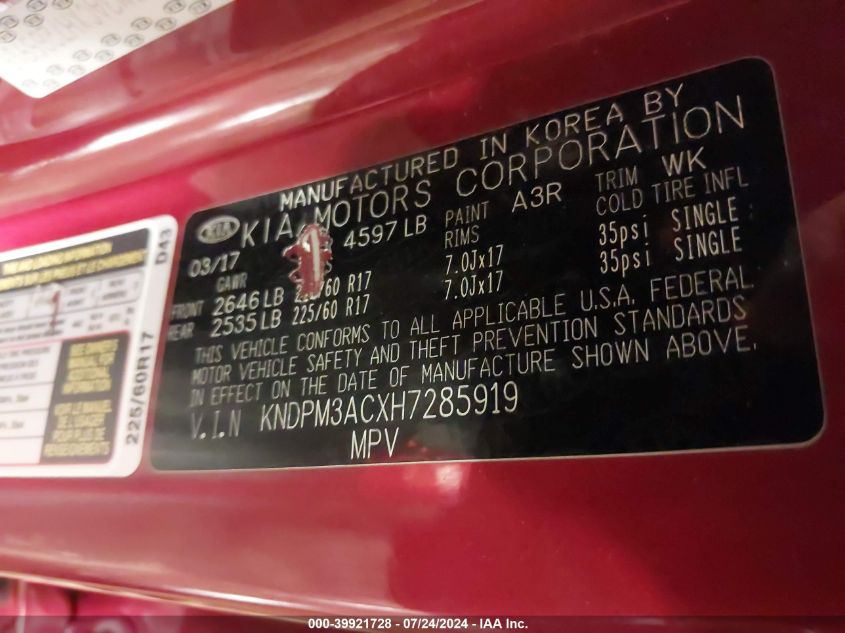 MANUFACTURED IN KOREA BY
KIA KIA MOTORS CORPORATION
03/17 4597 LB PAINT A3R TRIM WK
GAWR RIMS COLD TIRE INFL
FRONT 2646 LB /60 R17 7.0Jx17 35psi SINGLE
REAR 2535 LB 225/60 R17 7.0Jx17 35psi SINGLE
THIS VEHICLE CONFORMS TO ALL APPLICABLE U.S.A. FEDERAL
MOTOR VEHICLE SAFETY AND THEFT PREVENTION STANDARDS
IN EFFECT ON THE DATE OF MANUFACTURE SHOWN ABOVE.
V.I.N KNDPM3ACXH7285919
MPV
225/60R17
000-39921728 - 07/24/2024 - IAA Inc.